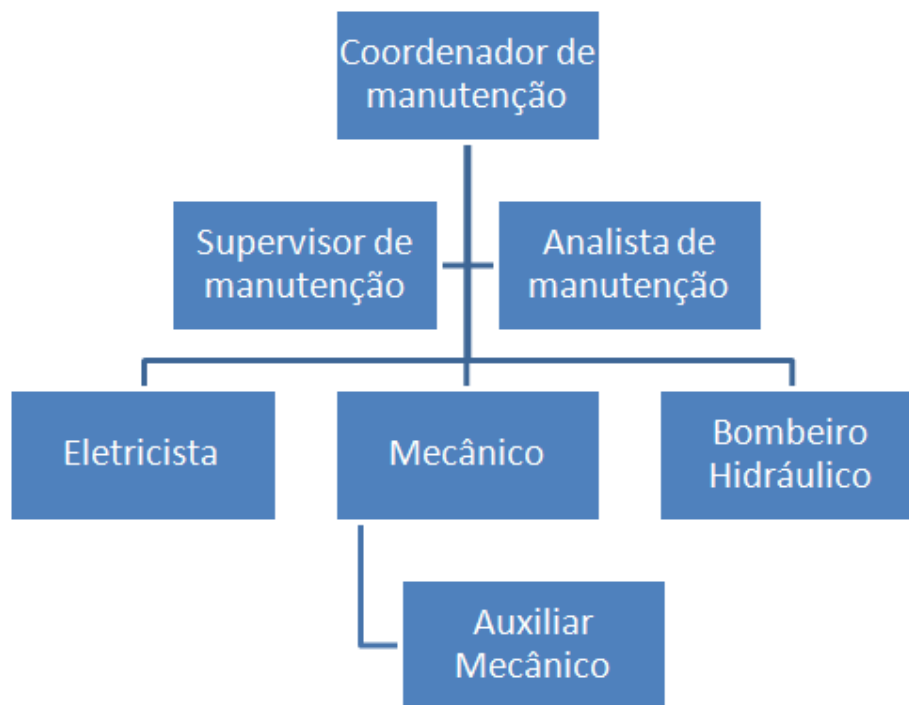 Coordenador de
manutenção
Supervisor de
manutenção
Analista de
manutenção
Eletricista
Mecânico
Bombeiro
Hidráulico
Auxiliar
Mecânico